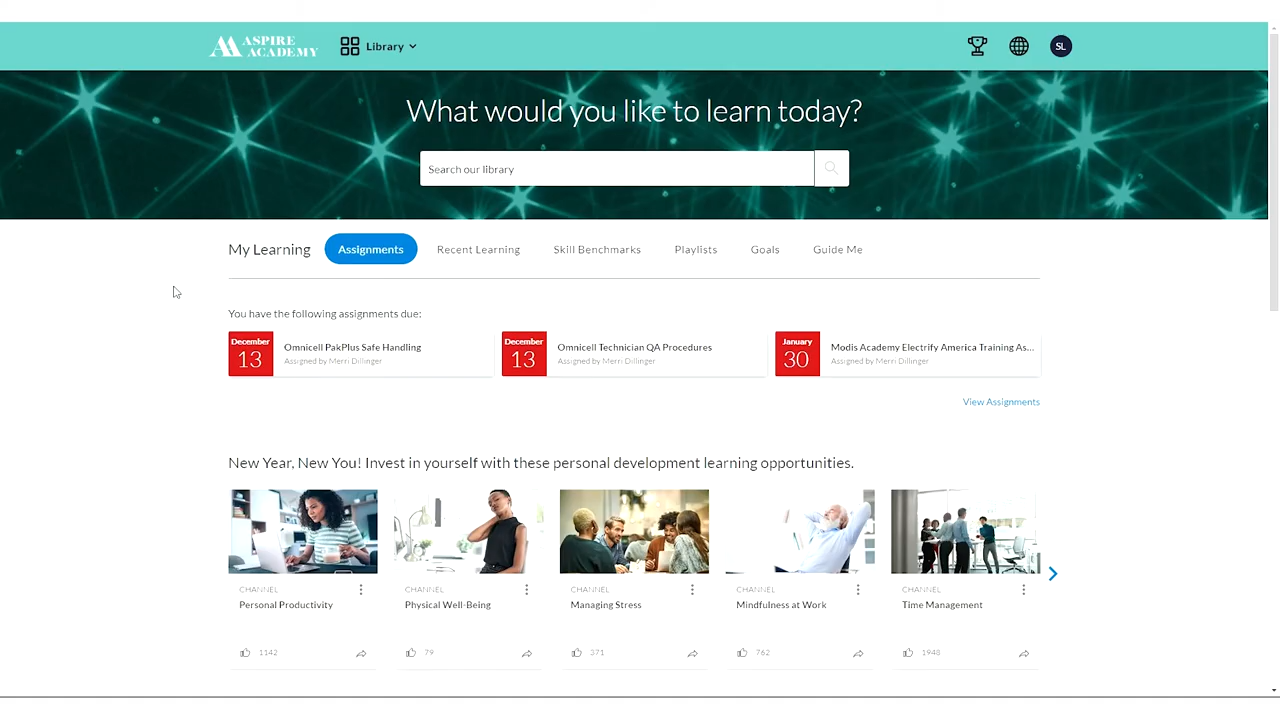 ASPIRE
ACADEMY
Library
SL
What would you like to learn today?
Search our library
My Learning
Assignments
Recent Learning
Skill Benchmarks
Playlists
Goals
Guide Me
You have the following assignments due:
December
13
Omnicell PakPlus Safe Handling
Assigned by Merri Dillinger
December
13
Omnicell Technician QA Procedures
Assigned by Merri Dillinger
January
30
Modis Academy Electrify America Training As...
Assigned by Merri Dillinger
View Assignments
New Year, New You! Invest in yourself with these personal development learning opportunities.
CHANNEL
Personal Productivity
1142
CHANNEL
Physical Well-Being
79
CHANNEL
Managing Stress
371
CHANNEL
Mindfulness at Work
762
CHANNEL
Time Management
1948